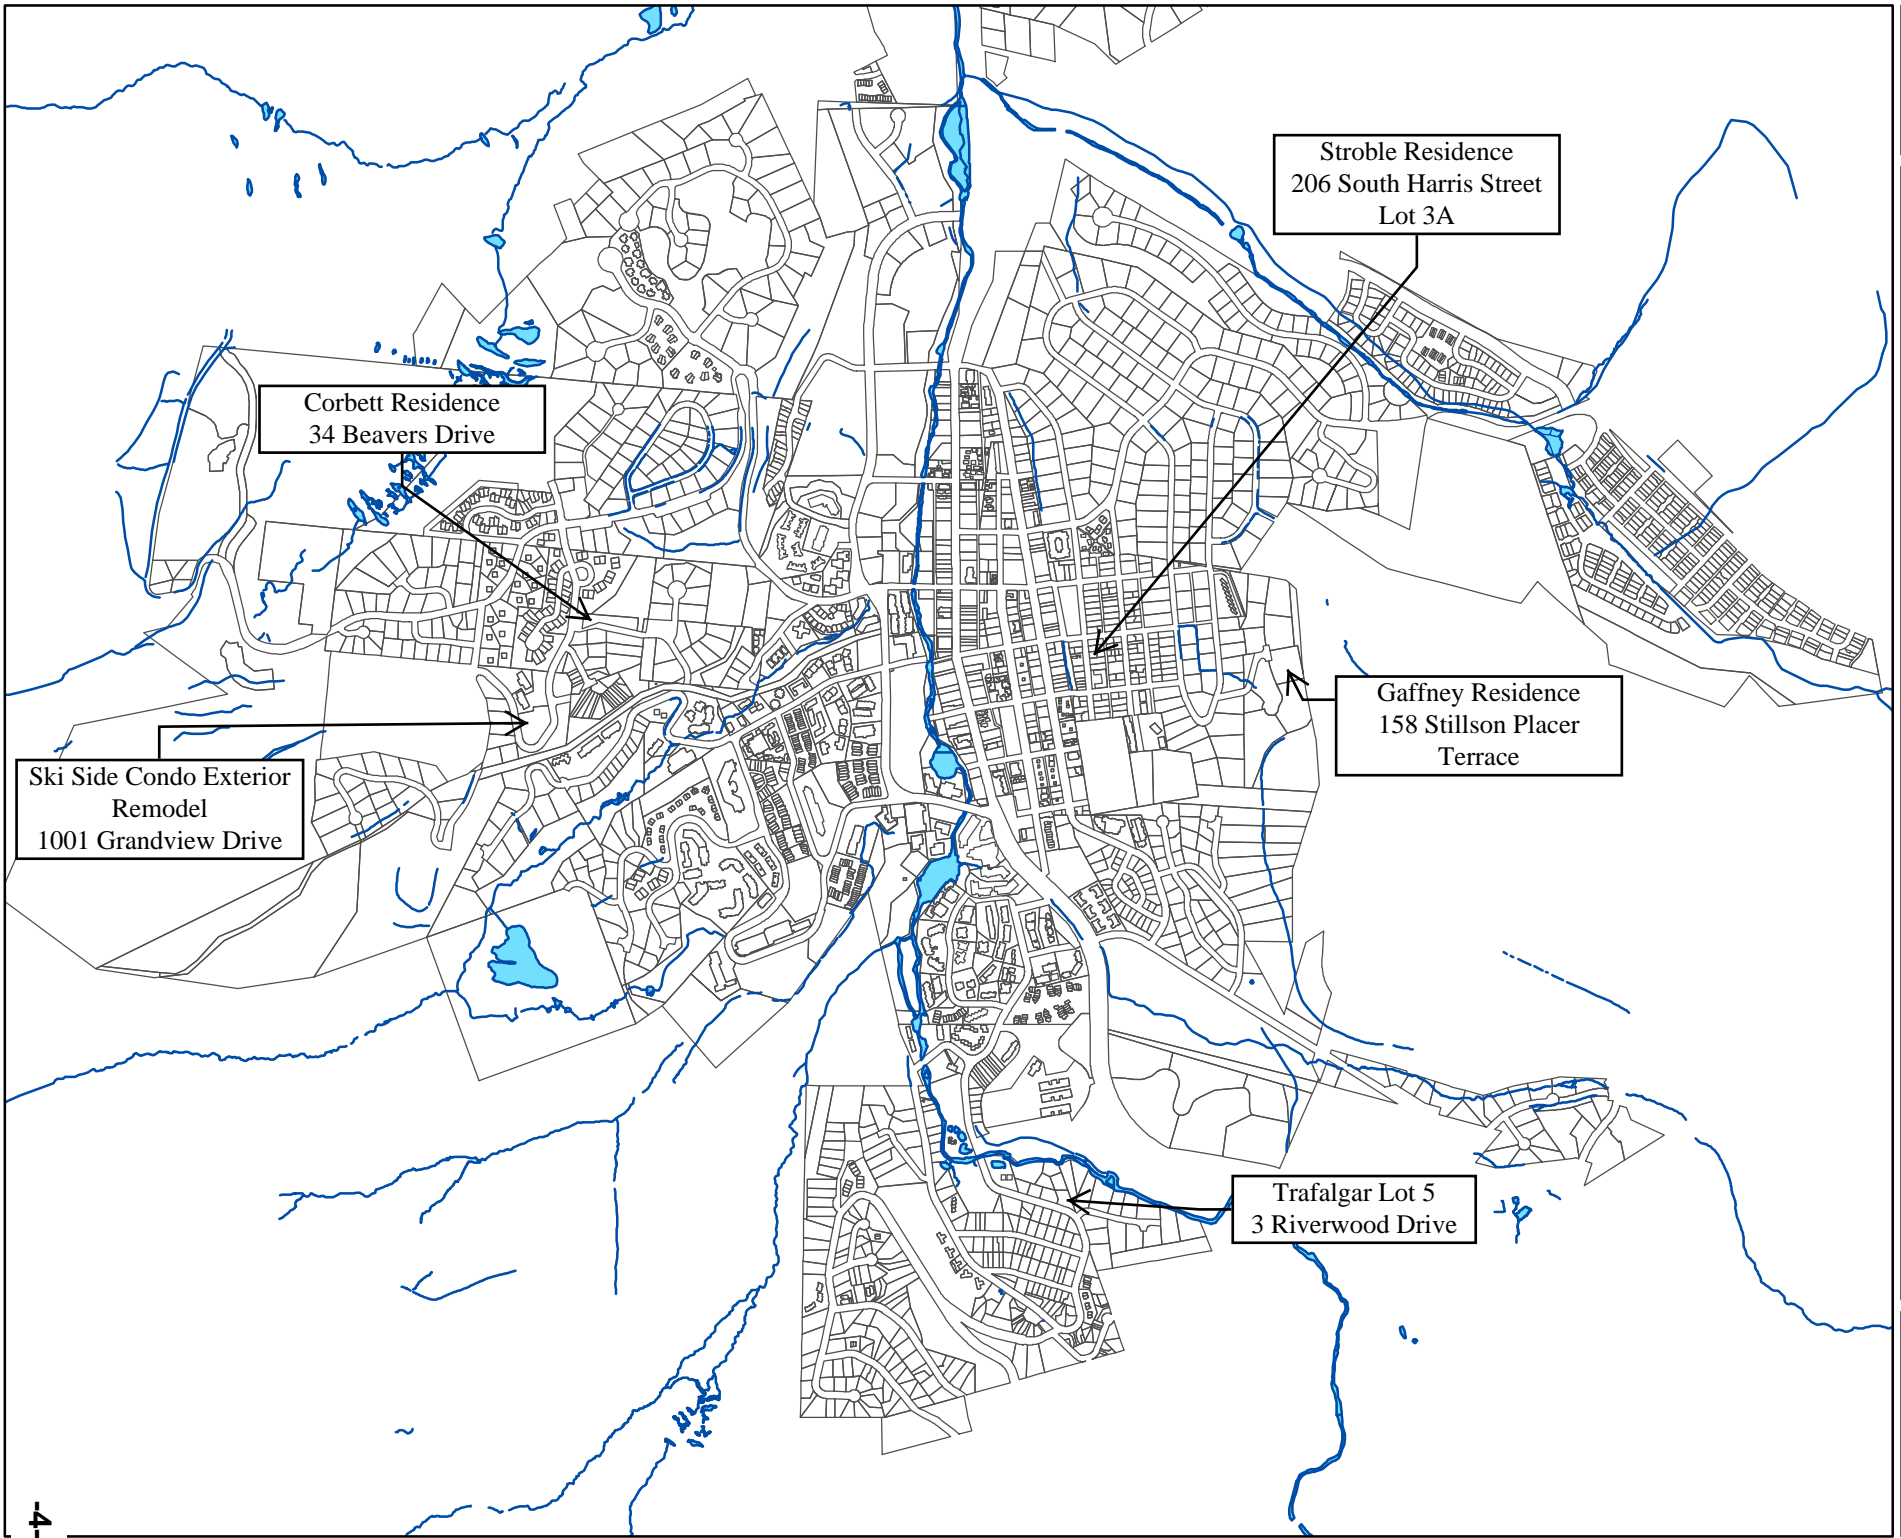 Stroble Residence
206 South Harris Street
Lot 3A
Corbett Residence
34 Beavers Drive
Gaffney Residence
158 Stillson Placer
Terrace
Ski Side Condo Exterior
Remodel
1001 Grandview Drive
Trafalgar Lot 5
3 Riverwood Drive
-4-